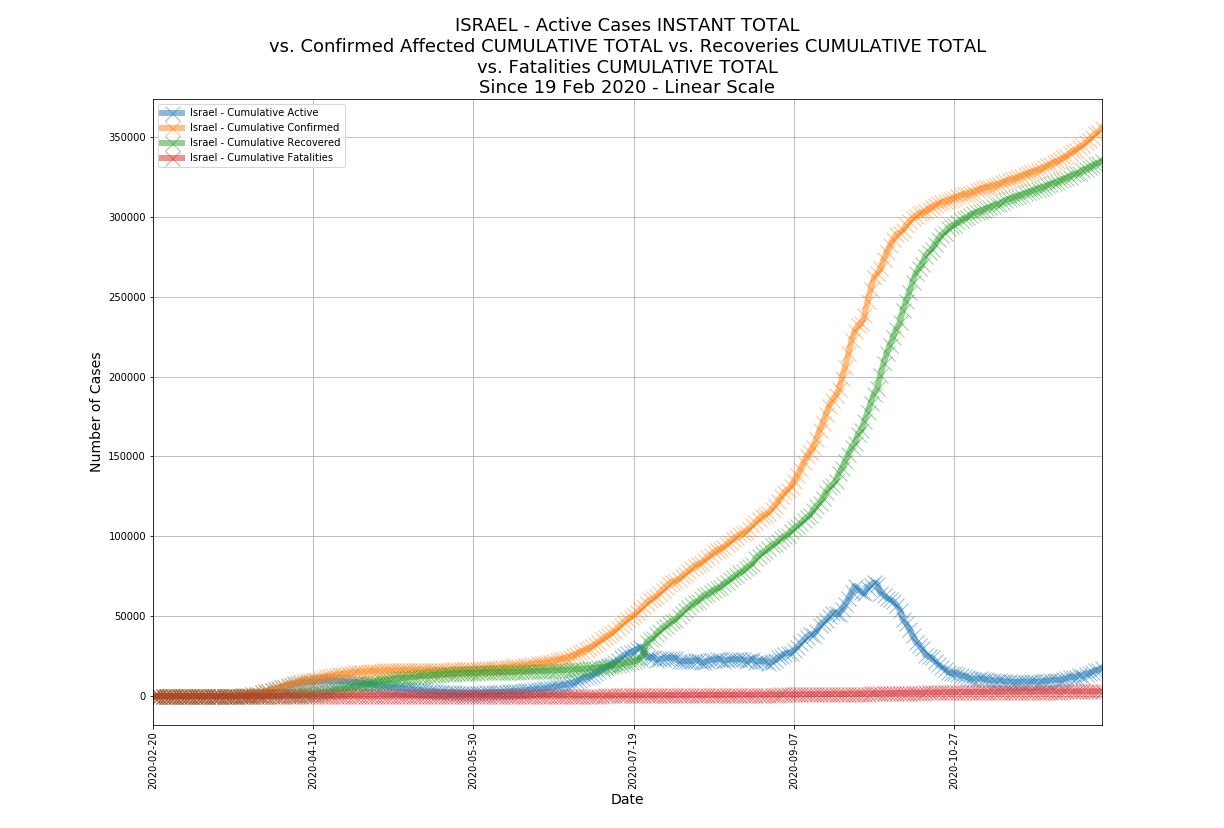 ISRAEL - Active Cases INSTANT TOTAL
vs. Confirmed Affected CUMULATIVE TOTAL vs. Recoveries CUMULATIVE TOTAL
vs. Fatalities CUMULATIVE TOTAL
Since 19 Feb 2020 - Linear Scale
Israel - Cumulative Active
Israel - Cumulative Confirmed
Israel - Cumulative Recovered
Israel - Cumulative Fatalities
350000
300000
250000
200000
150000
100000
50000
0
Number of Cases
2020-02-20
2020-04-10
2020-05-30
2020-07-19
2020-09-07
2020-10-27
Date